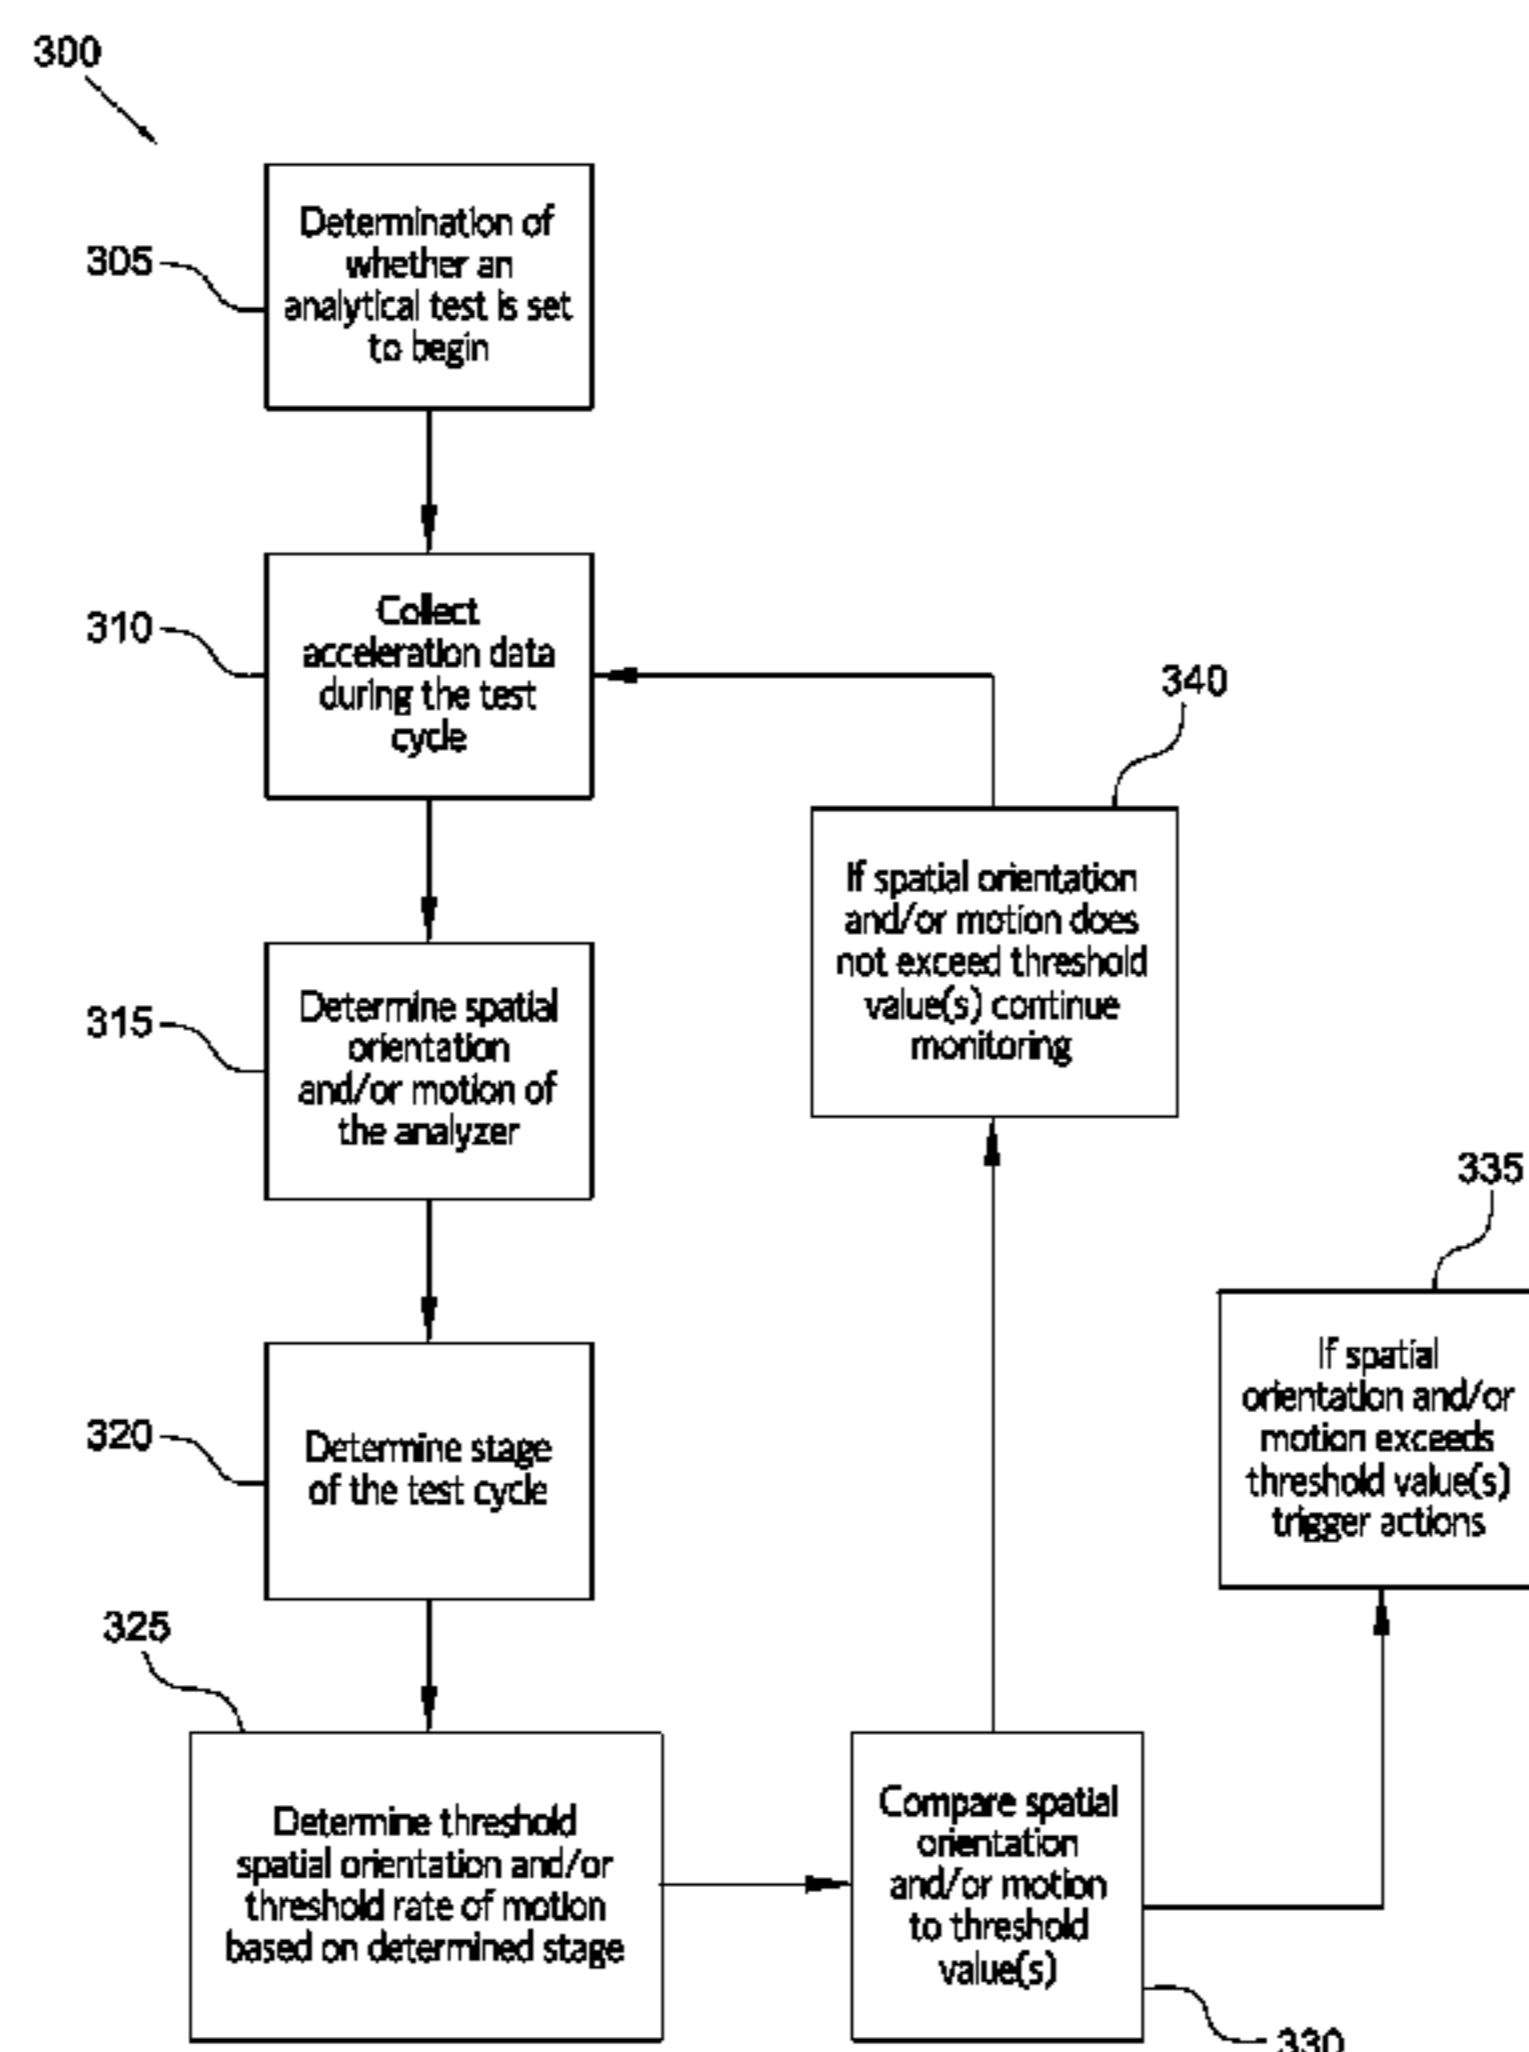 300
305
Determination of
whether an
analytical test is set
to begin
310
Collect
acceleration data
during the test
cycle
340
If spatial orientation
and/or motion does
not exceed threshold
value(s) continue
monitoring
315
Determine spatial
orientation
and/or motion of
the analyzer
335
If spatial
orientation and/or
motion exceeds
threshold value(s)
trigger actions
320
Determine stage
of the test cycle
325
Determine threshold
spatial orientation and/or
threshold rate of motion
based on determined stage
Compare spatial
orientation
and/or motion
to threshold
value(s)
330